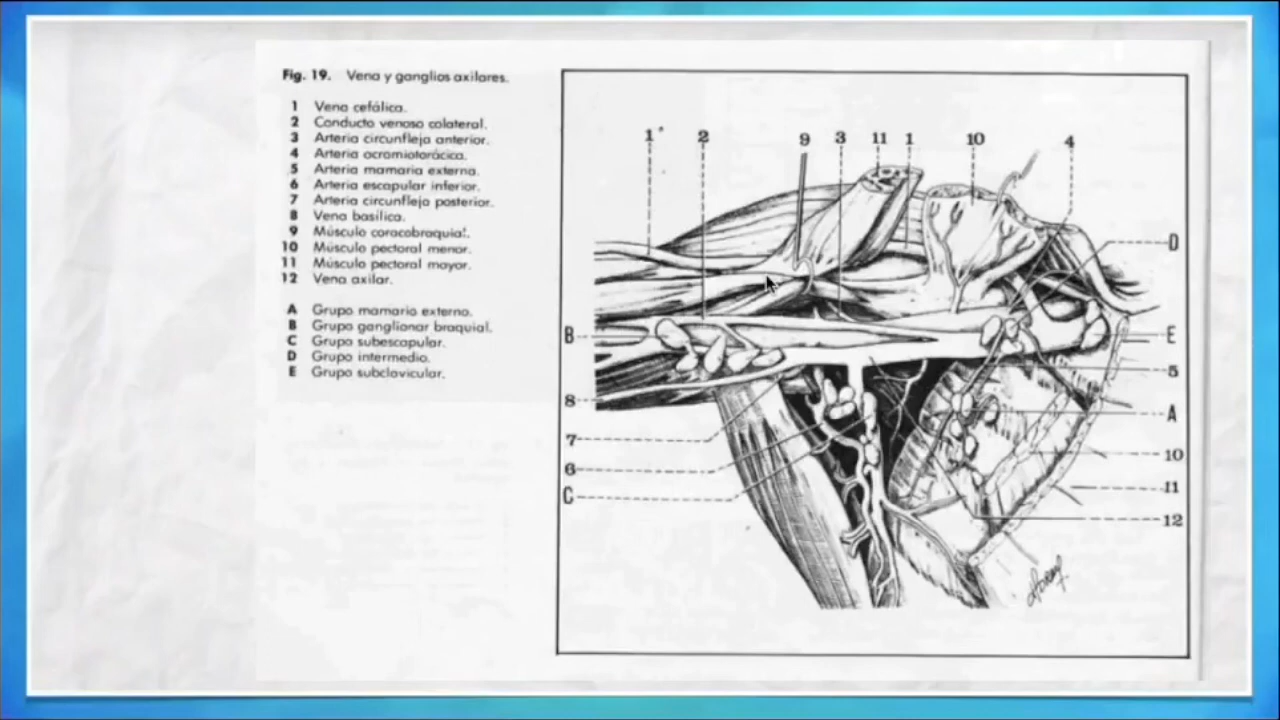 Fig. 19. Vena y ganglios axilares.
1 Vena cefálica.
2 Conducto venoso colateral.
3 Arteria circunfleja anterior.
4 Arteria acromiotorácica.
5 Arteria mamaria externa.
6 Arteria escapular inferior.
7 Arteria circunfleja posterior.
8 Vena basílica.
9 Músculo coracobraquial.
10 Músculo pectoral menor.
11 Músculo pectoral mayor.
12 Vena axilar.
A Grupo mamario externo.
B Grupo ganglionar braquial.
C Grupo subescapular.
D Grupo intermedio.
E Grupo subclavicular.
1 2 9 3 11 1 10 4
D
B
E
5
8
A
7
10
6
11
C
12